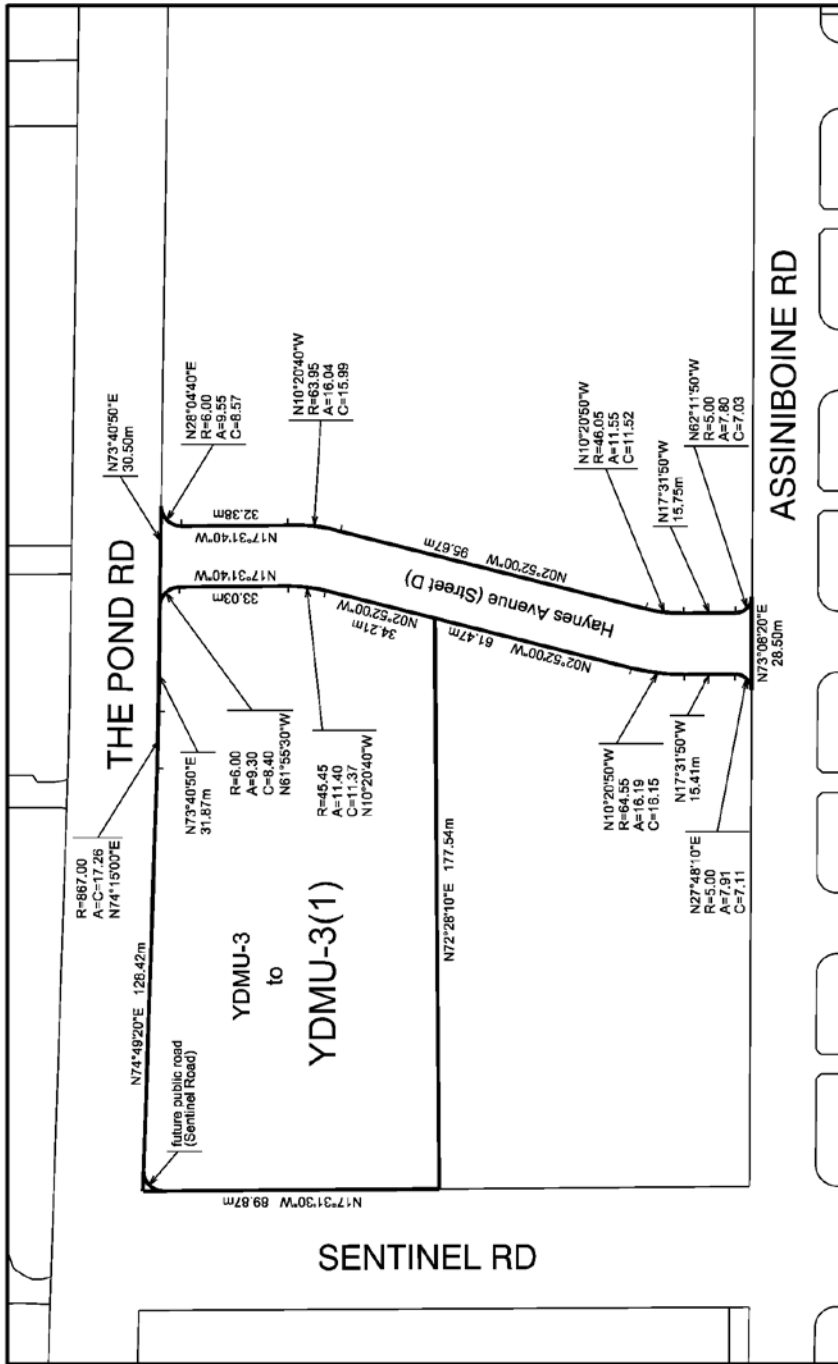 THE POND RD
N73°40'50"E
30.50m
N28°04'40"E
R=6.00
A=9.55
C=8.57
R=867.00
A=C=17.26
N74°15'00"E
N74°49'20"E 128.42m
future public road
(Sentinel Road)
N73°40'50"E
31.87m
R=6.00
A=9.30
C=8.40
N61°55'30"W
N17°31'40"W
33.03m
N17°31'40"W
32.38m
N10°20'40"W
R=63.95
A=16.04
C=15.99
R=45.45
A=11.40
C=11.37
N10°20'40"W
YDMU-3
to
YDMU-3(1)
N02°52'00"W
34.21m
N02°52'00"W 95.67m
Haynes Avenue (Street D)
N02°52'00"W 61.47m
N72°28'10"E 177.54m
N17°31'30"W 89.87m
N10°20'50"W
R=46.05
A=11.55
C=11.52
N17°31'50"W
15.75m
N62°11'50"W
R=5.00
A=7.80
C=7.03
N10°20'50"W
R=64.55
A=16.19
C=16.15
N17°31'50"W
15.41m
N27°48'10"E
R=5.00
A=7.91
C=7.11
N73°08'20"E
28.50m
SENTINEL RD
ASSINIBOINE RD